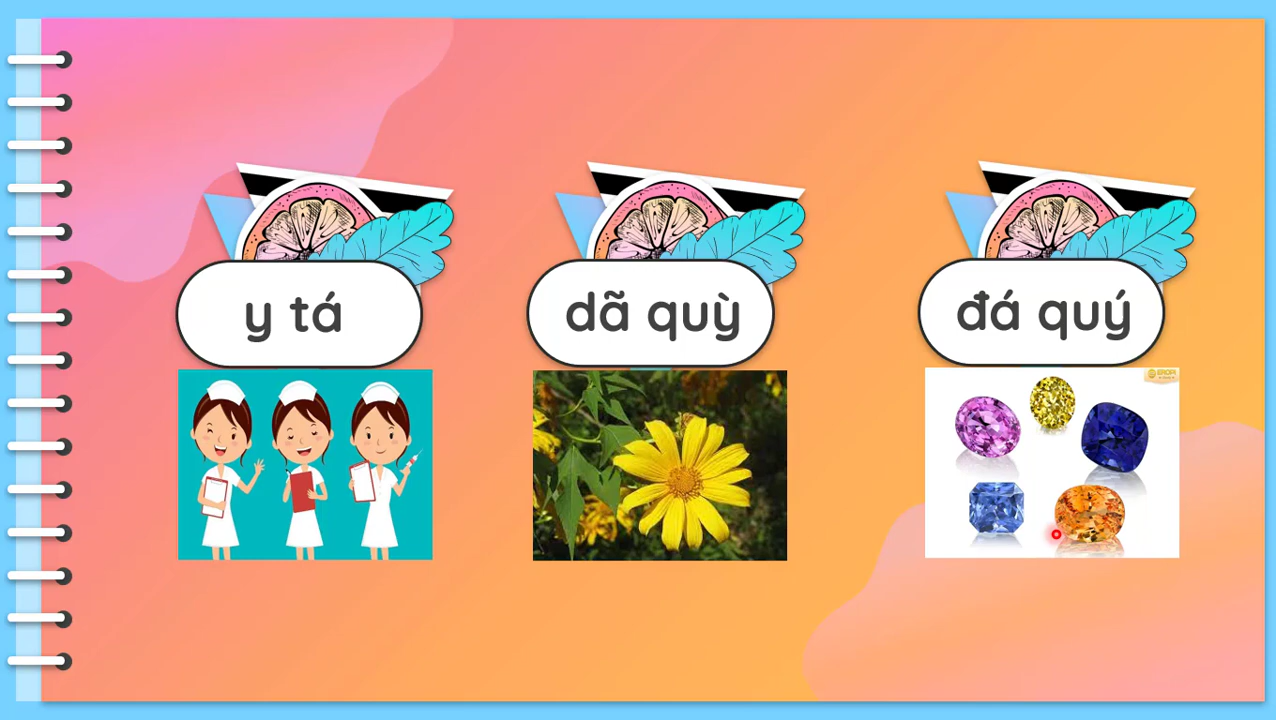 y tá
dã quỳ
đá quý